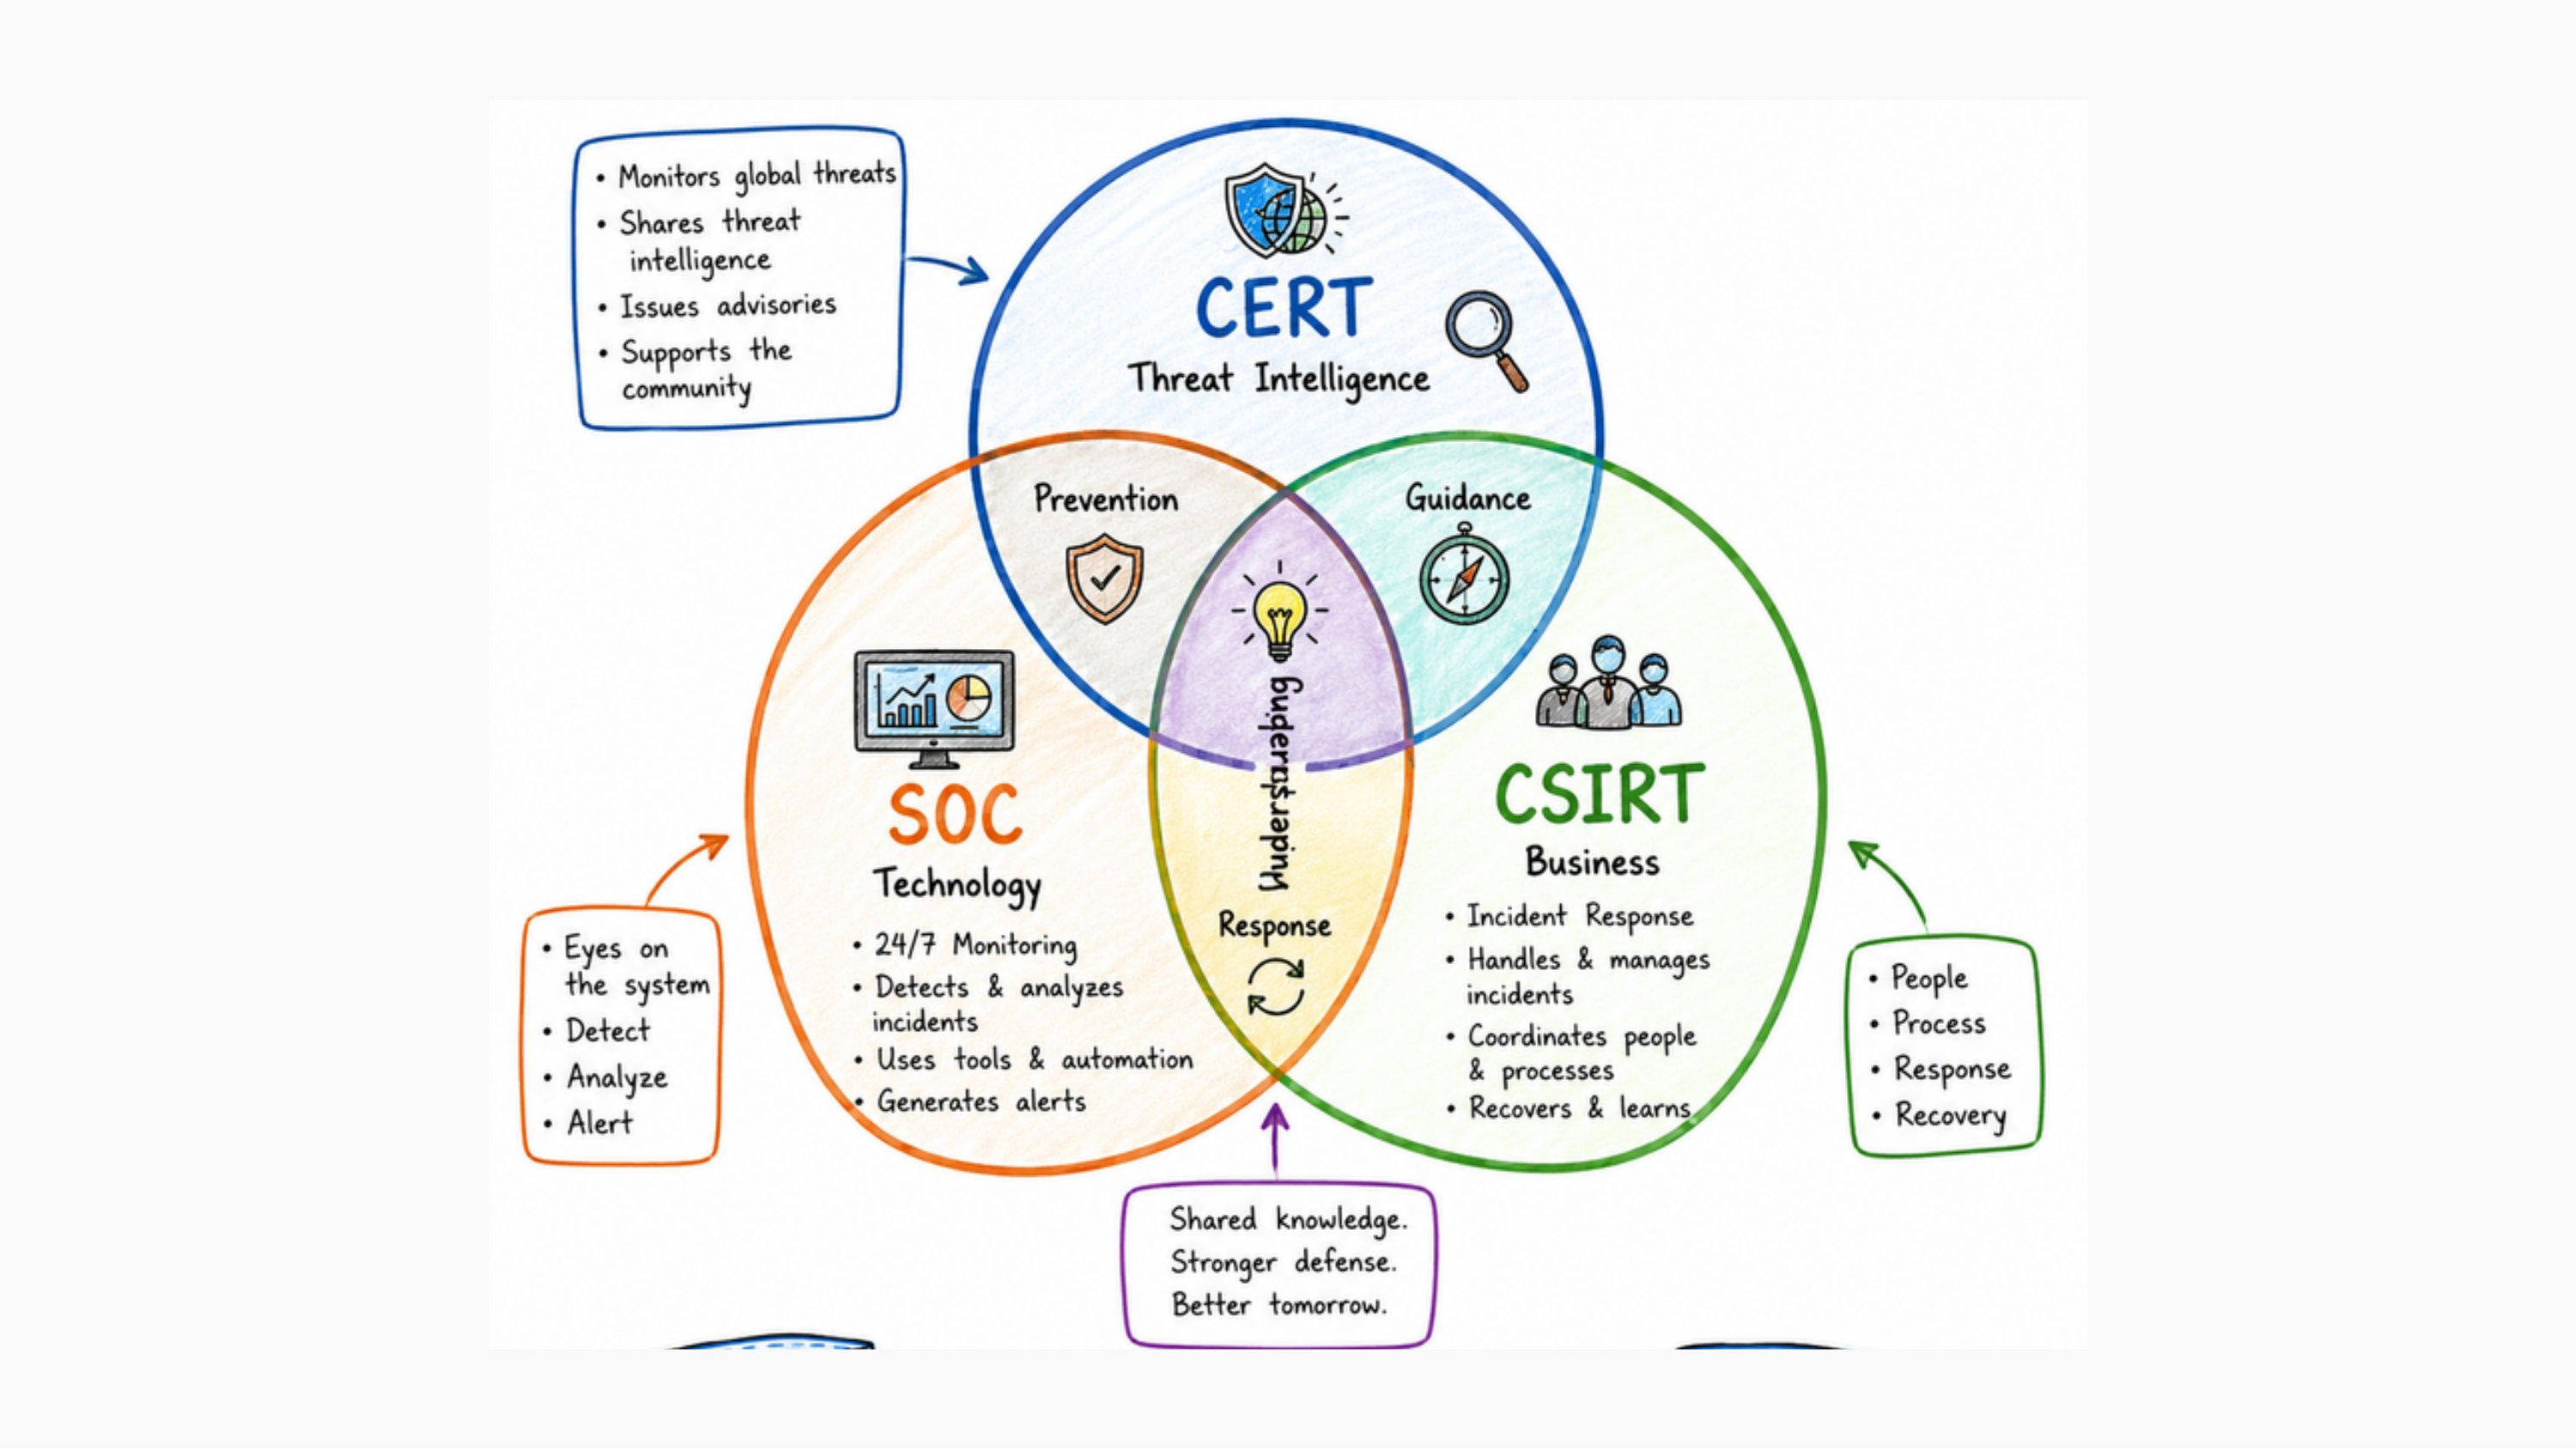 • Monitors global threats
• Shares threat
intelligence
• Issues advisories
• Supports the
community
CERT
Threat Intelligence
Prevention
Guidance
Understanding
Response
SOC
Technology
• 24/7 Monitoring
• Detects & analyzes
incidents
• Uses tools & automation
• Generates alerts
CSIRT
Business
• Incident Response
• Handles & manages
incidents
• Coordinates people
& processes
• Recovers & learns
• Eyes on
the system
• Detect
• Analyze
• Alert
• People
• Process
• Response
• Recovery
Shared knowledge.
Stronger defense.
Better tomorrow.